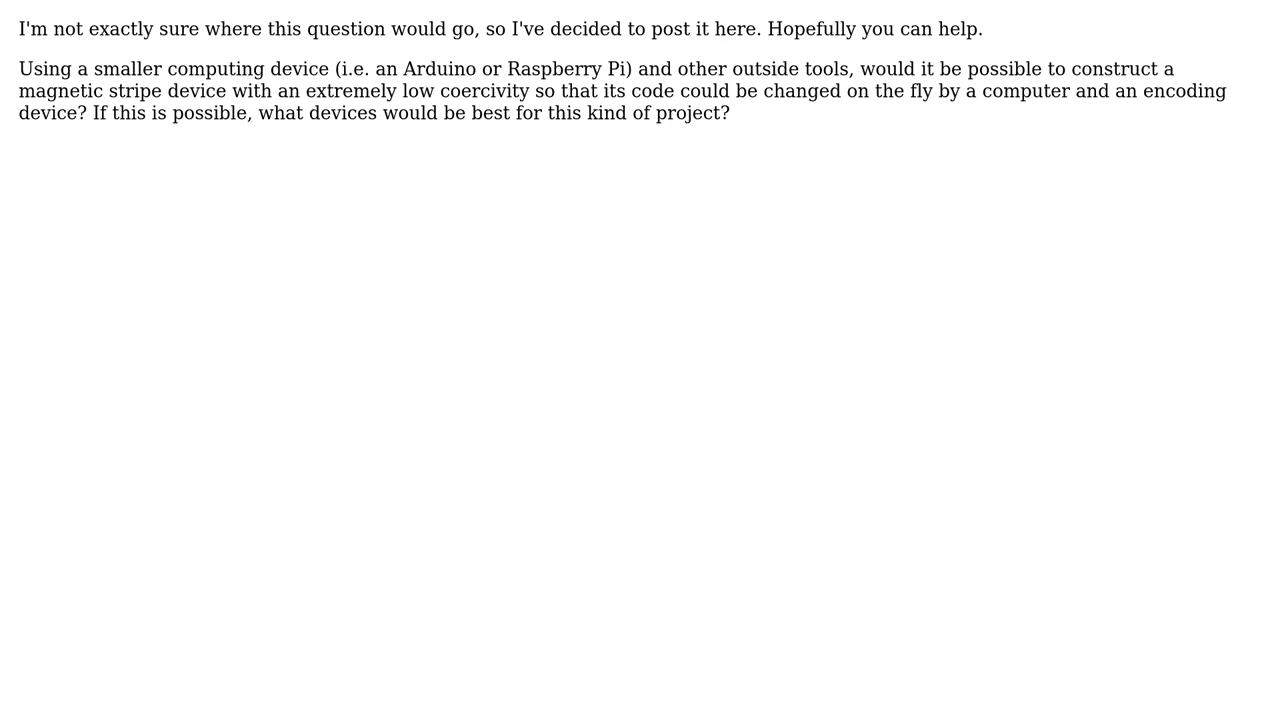 I'm not exactly sure where this question would go, so I've decided to post it here. Hopefully you can help.
Using a smaller computing device (i.e. an Arduino or Raspberry Pi) and other outside tools, would it be possible to construct a
magnetic stripe device with an extremely low coercivity so that its code could be changed on the fly by a computer and an encoding
device? If this is possible, what devices would be best for this kind of project?